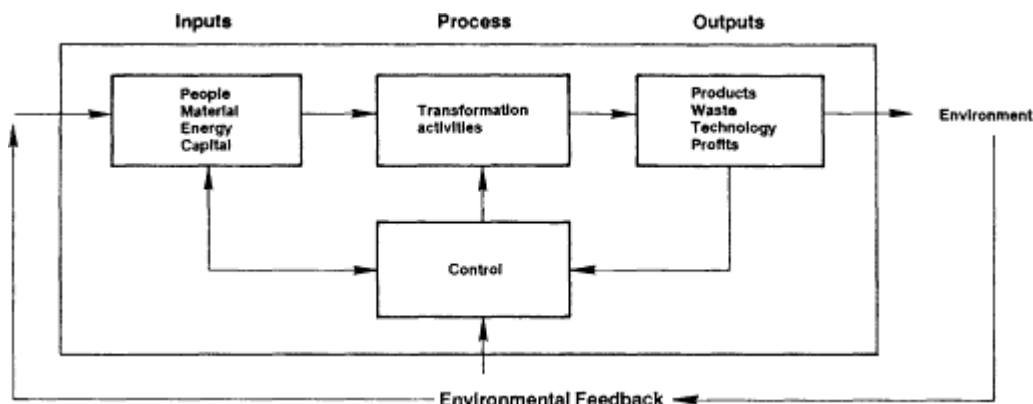 Inputs
Process
Outputs
People
Material
Energy
Capital
Transformation
activities
Products
Waste
Technology
Profits
Environment
Control
Environmental Feedback